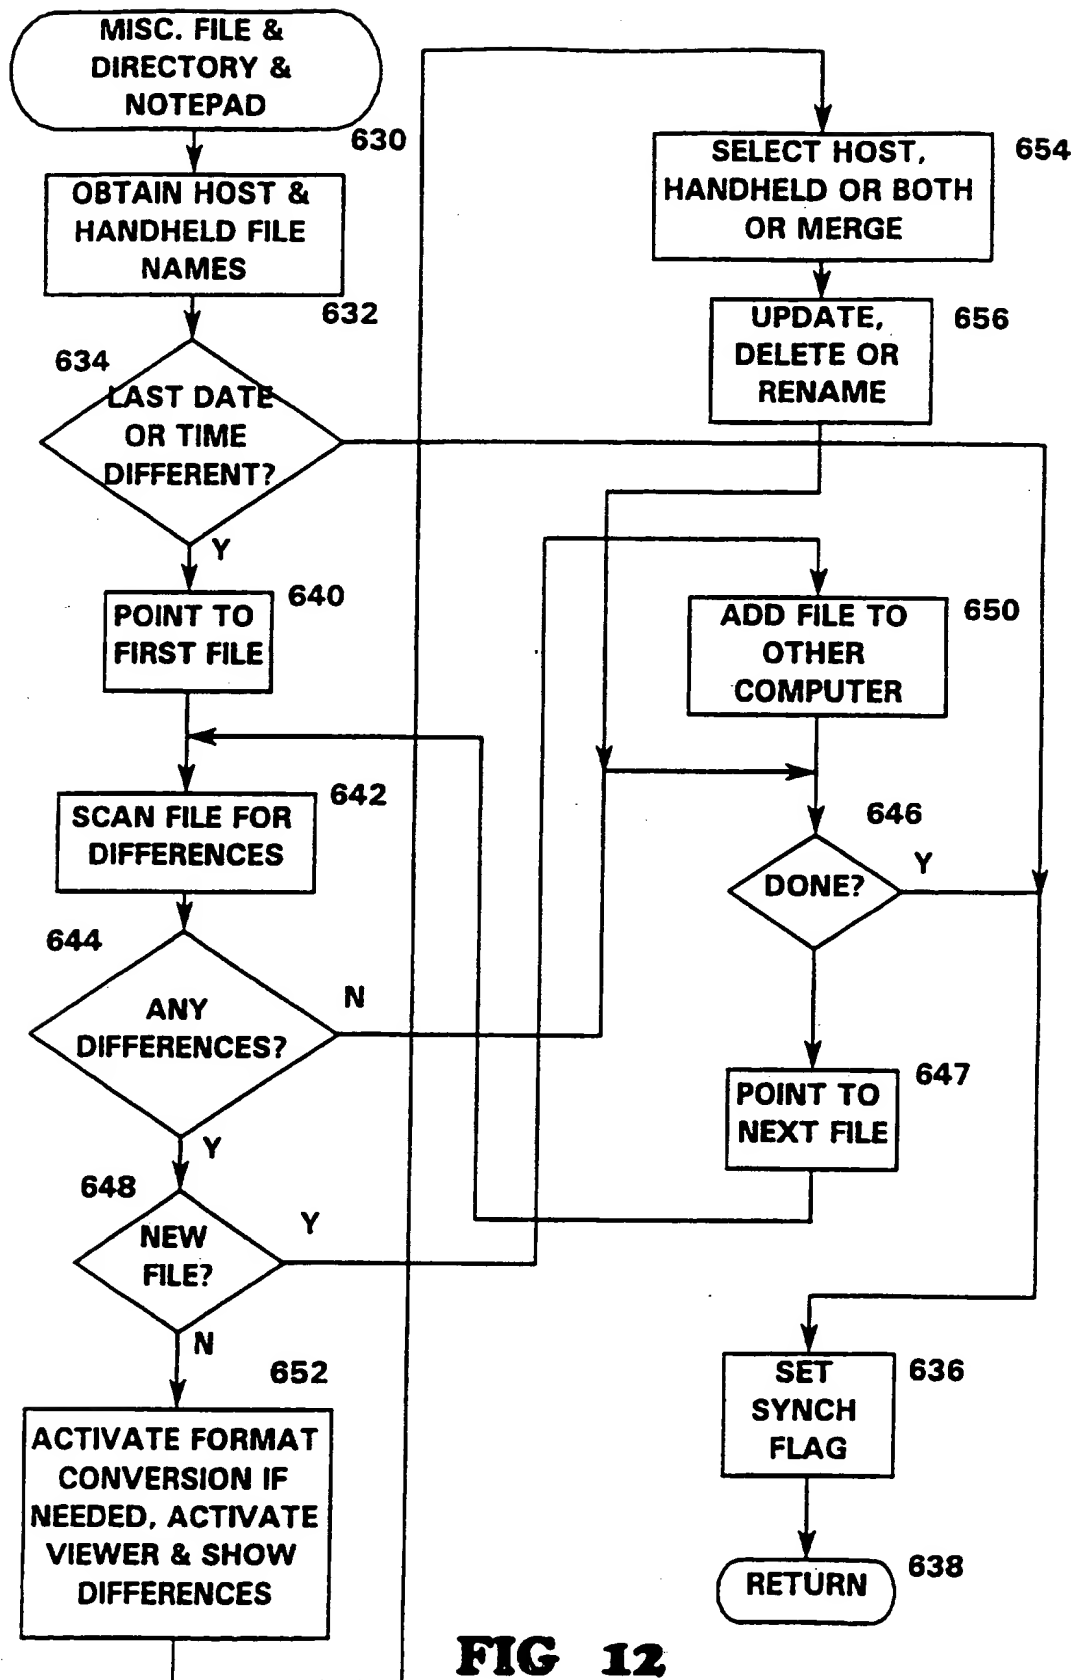 MISC. FILE &
DIRECTORY &
NOTEPAD
630
OBTAIN HOST &
HANDHELD FILE
NAMES
632
634
LAST DATE
OR TIME
DIFFERENT?
Y
640
POINT TO
FIRST FILE
642
SCAN FILE FOR
DIFFERENCES
644
ANY
DIFFERENCES?
N
Y
648
NEW
FILE?
Y
N
652
ACTIVATE FORMAT
CONVERSION IF
NEEDED, ACTIVATE
VIEWER & SHOW
DIFFERENCES
SELECT HOST,
HANDHELD OR BOTH
OR MERGE
654
UPDATE,
DELETE OR
RENAME
656
ADD FILE TO
OTHER
COMPUTER
650
646
DONE?
Y
POINT TO
NEXT FILE
647
SET
SYNCH
FLAG
636
RETURN
638
FIG 12